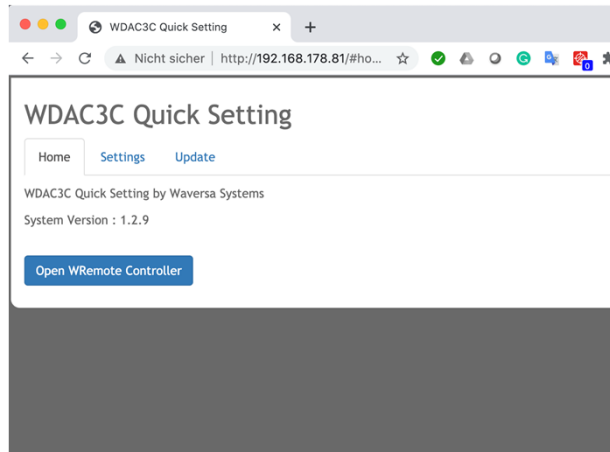 WDAC3C Quick Setting
Nicht sicher | http://192.168.178.81/#ho...
0
WDAC3C Quick Setting
Home Settings Update
WDAC3C Quick Setting by Waversa Systems
System Version : 1.2.9
Open WRemote Controller